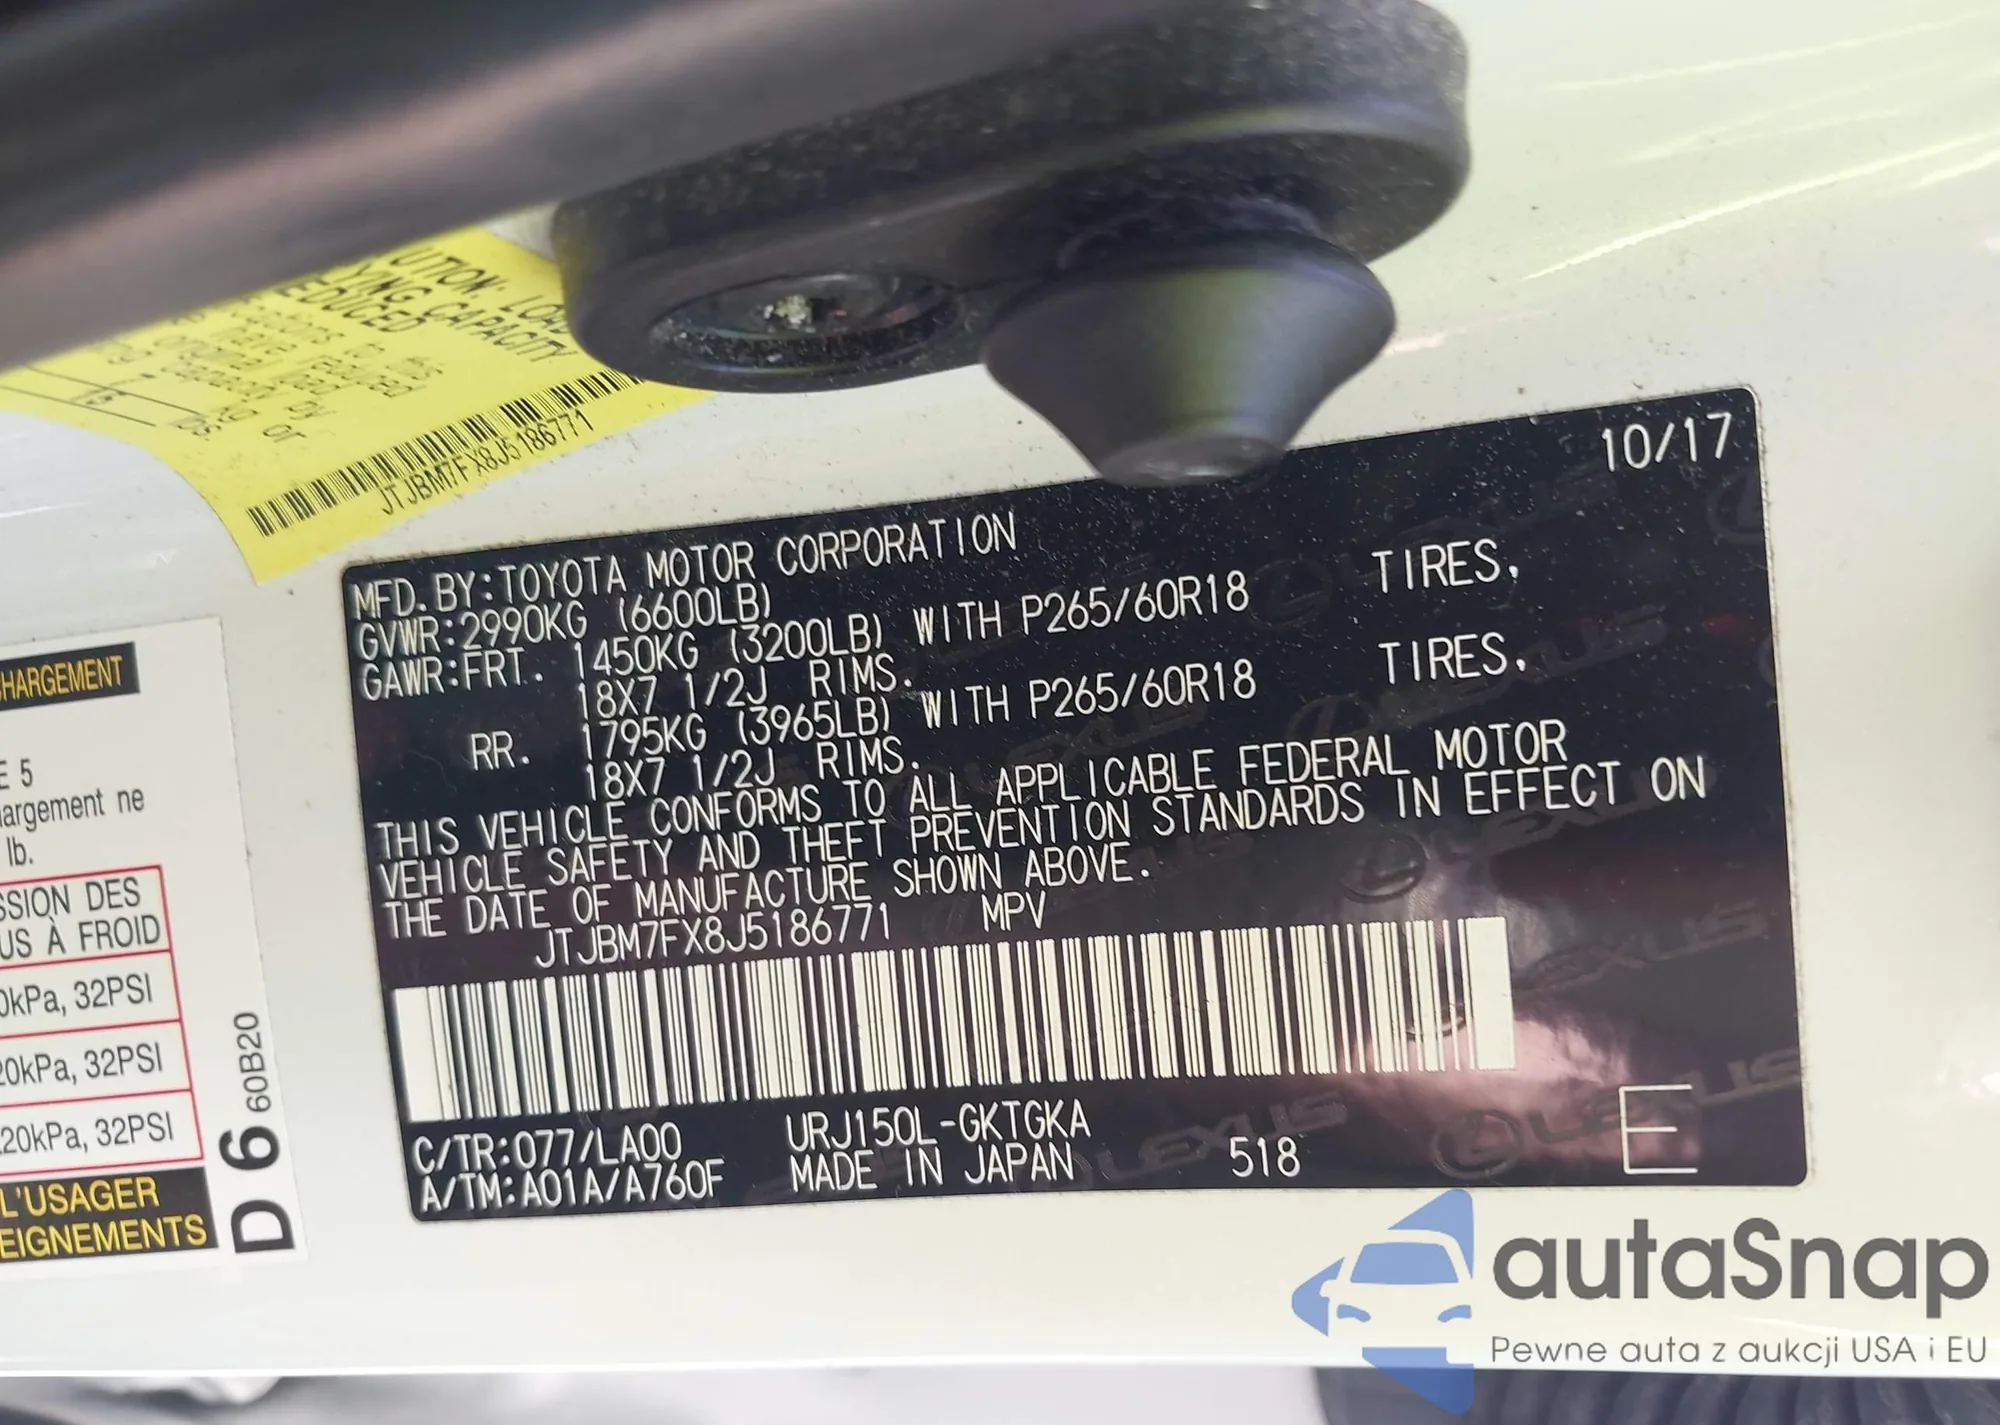 UTION: LOA
YING CAPACITY
REDUCED
JTJBM7FX8J5186771
10/17
MFD. BY:TOYOTA MOTOR CORPORATION
GVWR:2990KG (6600LB)
GAWR:FRT. 1450KG (3200LB) WITH P265/60R18 TIRES,
18X7 1/2J RIMS.
RR. 1795KG (3965LB) WITH P265/60R18 TIRES,
18X7 1/2J RIMS.
THIS VEHICLE CONFORMS TO ALL APPLICABLE FEDERAL MOTOR
VEHICLE SAFETY AND THEFT PREVENTION STANDARDS IN EFFECT ON
THE DATE OF MANUFACTURE SHOWN ABOVE.
JTJBM7FX8J5186771 MPV
C/TR:077/LA00 URJ150L-GKTGKA
A/TM:A01A/A760F MADE IN JAPAN 518 E
HARGEMENT
E 5
argement ne
lb.
SSION DES
US À FROID
0kPa, 32PSI
20kPa, 32PSI
20kPa, 32PSI
L'USAGER
EIGNEMENTS
D 6 60B20
autaSnap
Pewne auta z aukcji USA i EU